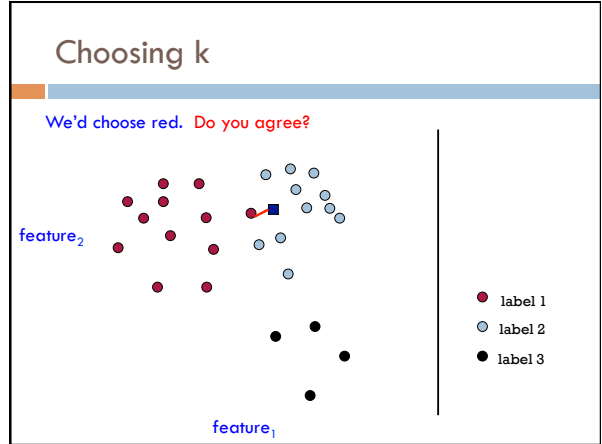 Choosing k
We'd choose red. Do you agree?
feature₂
label 1
label 2
label 3
feature₁